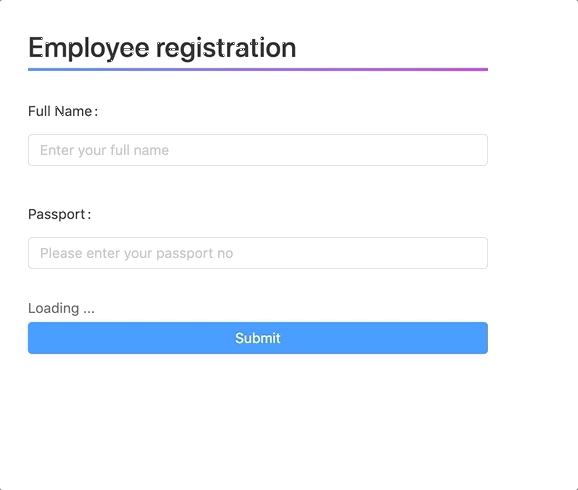 Employee registration
Full Name :
Enter your full name
Passport :
Please enter your passport no
Loading ...
Submit